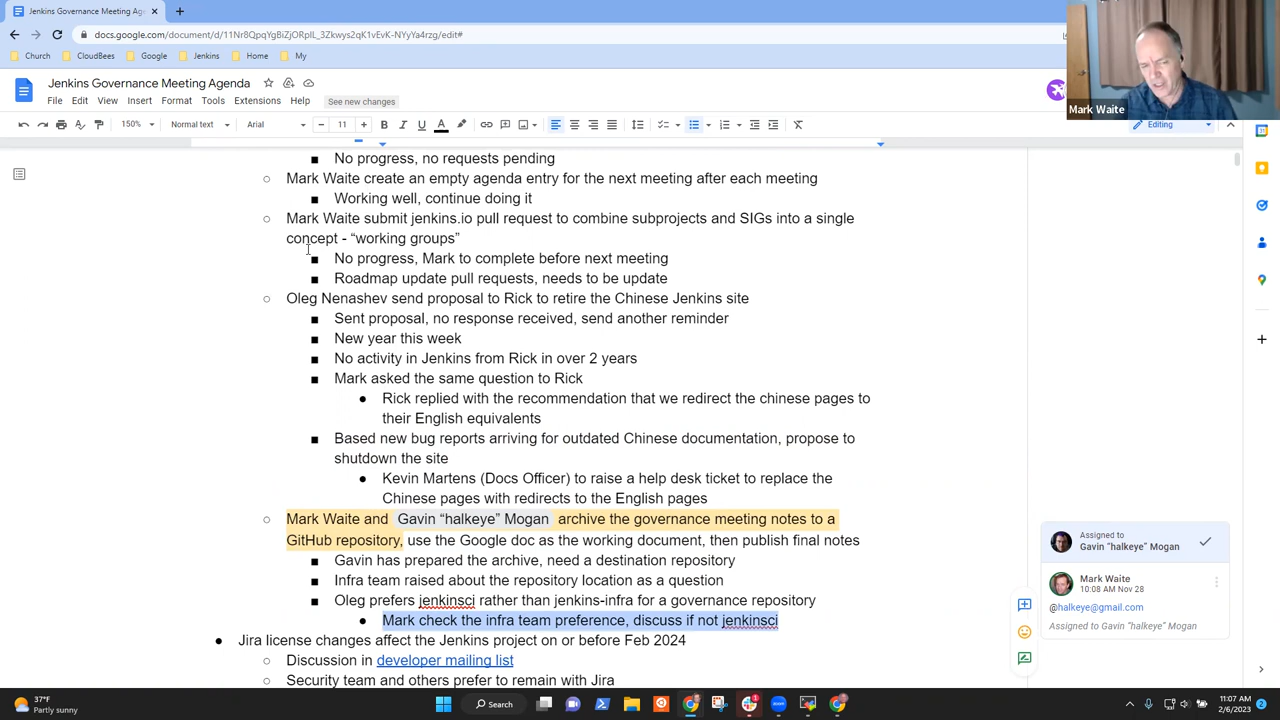 Jenkins Governance Meeting Agen
docs.google.com/document/d/11Nr8QpqYgBiZjORpIL_3Zkwys2qkV1vEvK-NYyYa4rzg/edit#
Church
CloudBees
Google
Jenkins
Home
My
Jenkins Governance Meeting Agenda
File Edit View Insert Format Tools Extensions Help
See new changes
150%
Normal text
Arial
11
Editing
Mark Waite
■ No progress, no requests pending
○ Mark Waite create an empty agenda entry for the next meeting after each meeting
■ Working well, continue doing it
○ Mark Waite submit jenkins.io pull request to combine subprojects and SIGs into a single
concept - “working groups”
■ No progress, Mark to complete before next meeting
■ Roadmap update pull requests, needs to be update
○ Oleg Nenashev send proposal to Rick to retire the Chinese Jenkins site
■ Sent proposal, no response received, send another reminder
■ New year this week
■ No activity in Jenkins from Rick in over 2 years
■ Mark asked the same question to Rick
● Rick replied with the recommendation that we redirect the chinese pages to
their English equivalents
■ Based new bug reports arriving for outdated Chinese documentation, propose to
shutdown the site
● Kevin Martens (Docs Officer) to raise a help desk ticket to replace the
Chinese pages with redirects to the English pages
○ Mark Waite and Gavin “halkeye” Mogan archive the governance meeting notes to a
GitHub repository, use the Google doc as the working document, then publish final notes
■ Gavin has prepared the archive, need a destination repository
■ Infra team raised about the repository location as a question
■ Oleg prefers jenkinsci rather than jenkins-infra for a governance repository
● Mark check the infra team preference, discuss if not jenkinsci
● Jira license changes affect the Jenkins project on or before Feb 2024
○ Discussion in developer mailing list
○ Security team and others prefer to remain with Jira
Assigned to
Gavin “halkeye” Mogan
Mark Waite
10:08 AM Nov 28
@halkeye@gmail.com
Assigned to Gavin “halkeye” Mogan
37°F
Partly sunny
Search
11:07 AM
2/6/2023
2